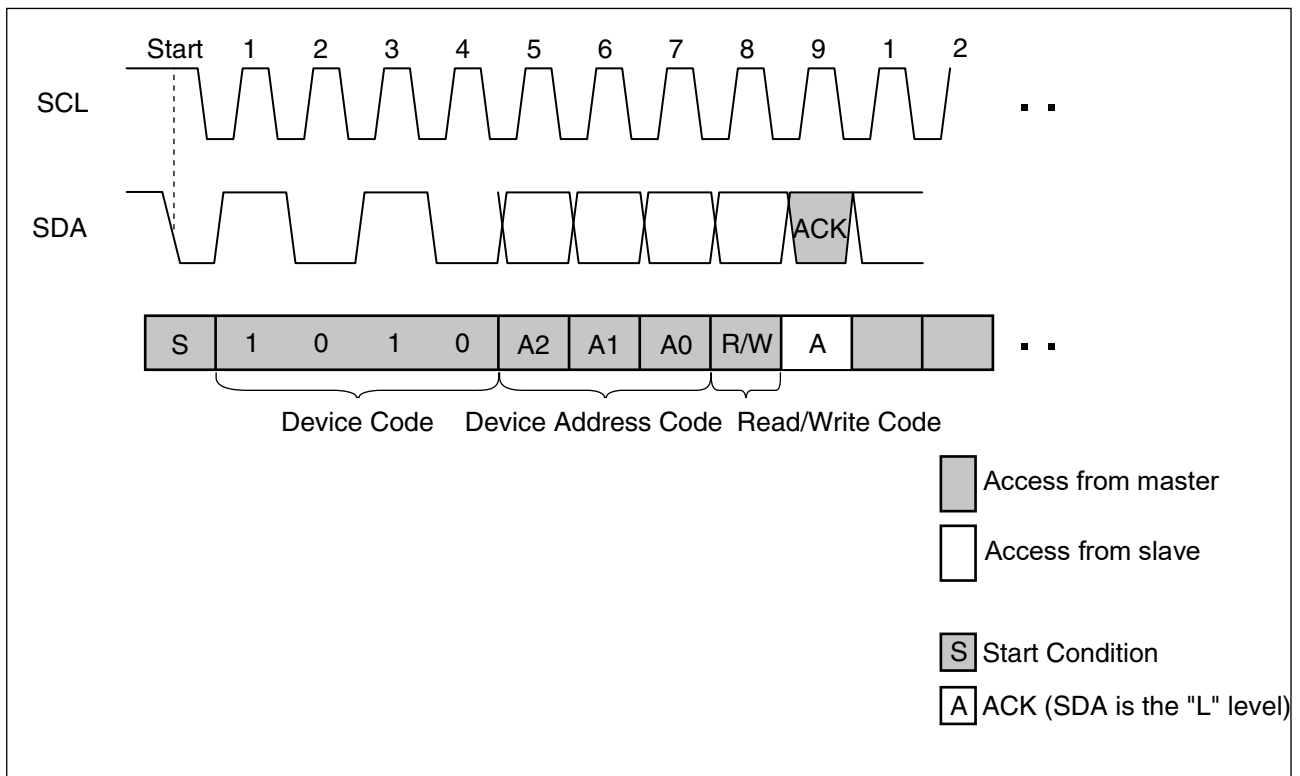 Start 1 2 3 4 5 6 7 8 9 1 2
SCL
SDA
ACK
S 1 0 1 0 A2 A1 A0 R/W A
Device Code Device Address Code Read/Write Code
Access from master
Access from slave
S Start Condition
A ACK (SDA is the "L" level)